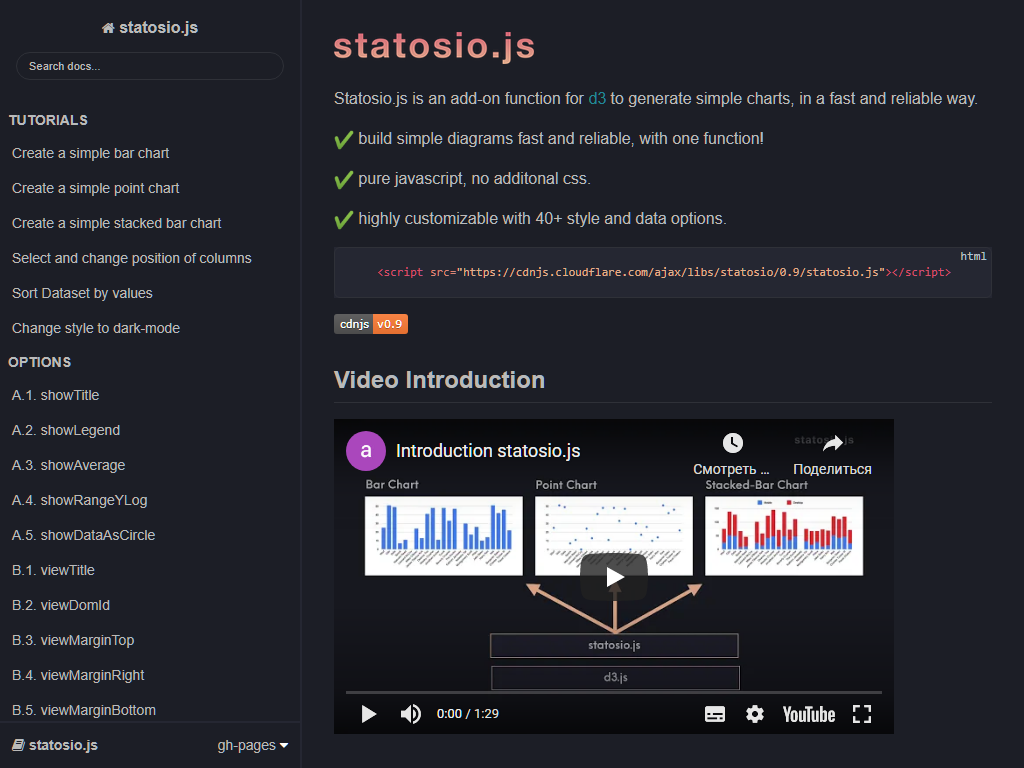 statosio.js
Search docs...
TUTORIALS
Create a simple bar chart
Create a simple point chart
Create a simple stacked bar chart
Select and change position of columns
Sort Dataset by values
Change style to dark-mode
OPTIONS
A.1. showTitle
A.2. showLegend
A.3. showAverage
A.4. showRangeYLog
A.5. showDataAsCircle
B.1. viewTitle
B.2. viewDomId
B.3. viewMarginTop
B.4. viewMarginRight
B.5. viewMarginBottom
statosio.js gh-pages
statosio.js
Statosio.js is an add-on function for d3 to generate simple charts, in a fast and reliable way.
build simple diagrams fast and reliable, with one function!
pure javascript, no additonal css.
highly customizable with 40+ style and data options.
html
<script src="https://cdnjs.cloudflare.com/ajax/libs/statosio/0.9/statosio.js"></script>
cdnjs v0.9
Video Introduction
a Introduction statosio.js
statosio.js
Смотреть ... Поделиться
Bar Chart Point Chart Stacked-Bar Chart
statosio.js
d3.js
0:00 / 1:29 YouTube